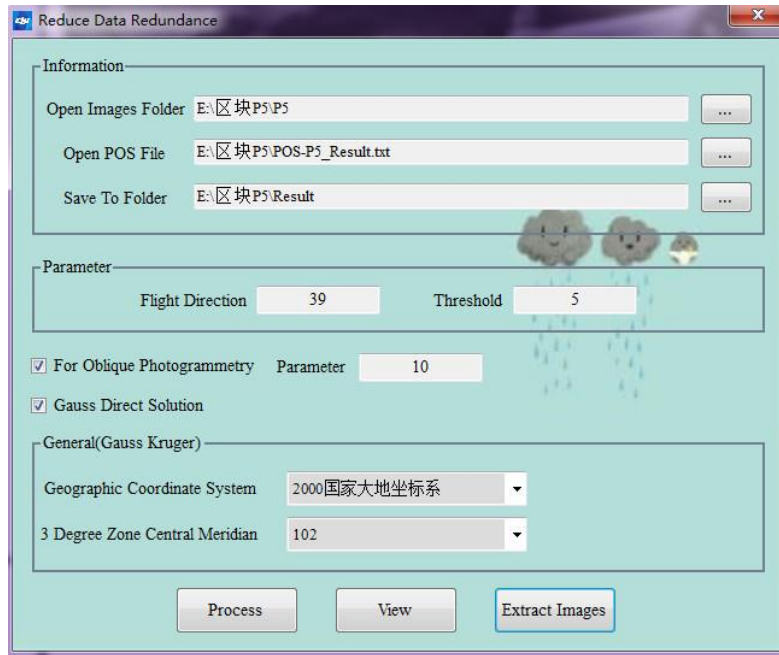 dji Reduce Data Redundance
Information
Open Images Folder E:\区块P5\P5 ...
Open POS File E:\区块P5\POS-P5_Result.txt ...
Save To Folder E:\区块P5\Result ...
Parameter
Flight Direction 39 Threshold 5
For Oblique Photogrammetry Parameter 10
Gauss Direct Solution
General(Gauss Kruger)
Geographic Coordinate System 2000国家大地坐标系
3 Degree Zone Central Meridian 102
Process View Extract Images